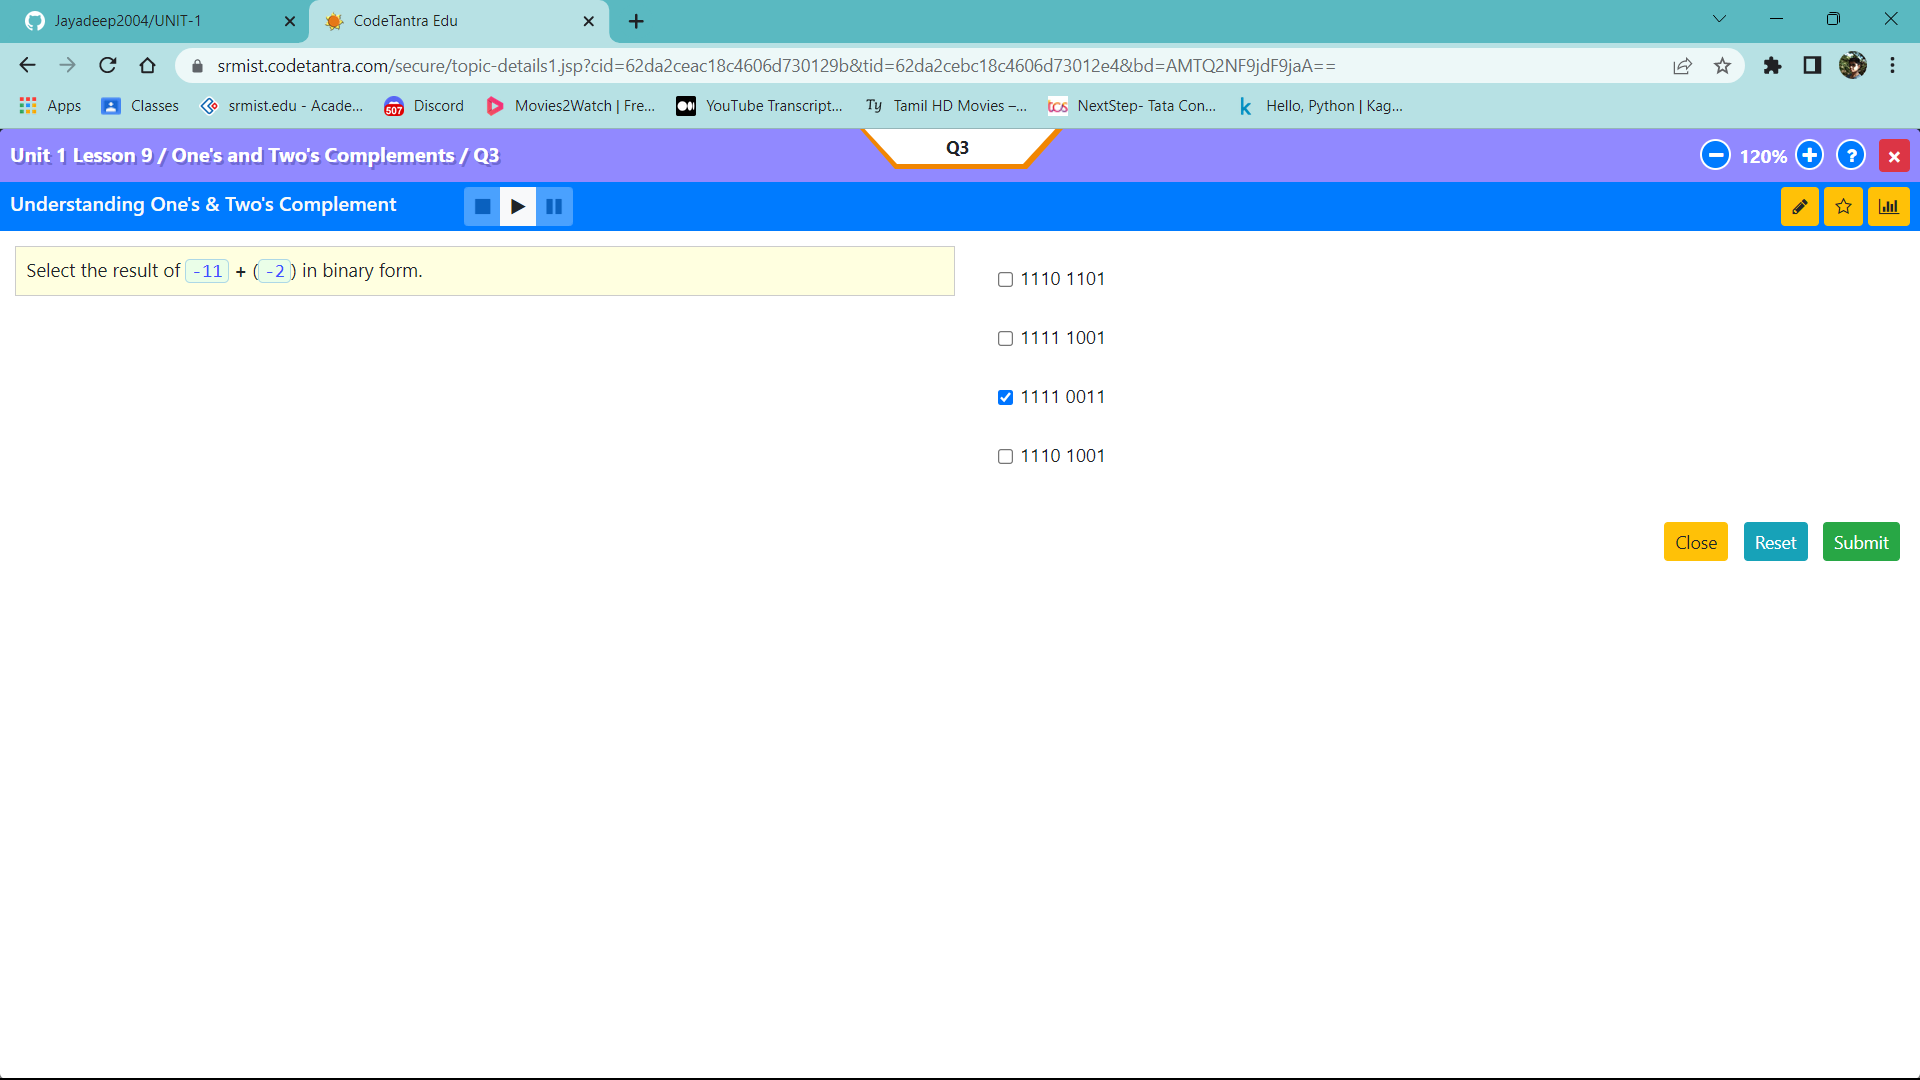 Jayadeep2004/UNIT-1
CodeTantra Edu
srmist.codetantra.com/secure/topic-details1.jsp?cid=62da2ceac18c4606d730129b&tid=62da2cebc18c4606d73012e4&bd=AMTQ2NF9jdF9jaA==
Apps Classes srmist.edu - Acade... 507 Discord Movies2Watch | Fre... YouTube Transcript... Ty Tamil HD Movies –... tcs NextStep- Tata Con... k Hello, Python | Kag...
Unit 1 Lesson 9 / One's and Two's Complements / Q3
Q3
120%
?
Understanding One's & Two's Complement
Select the result of -11 + (-2) in binary form.
1110 1101
1111 1001
1111 0011
1110 1001
Close Reset Submit